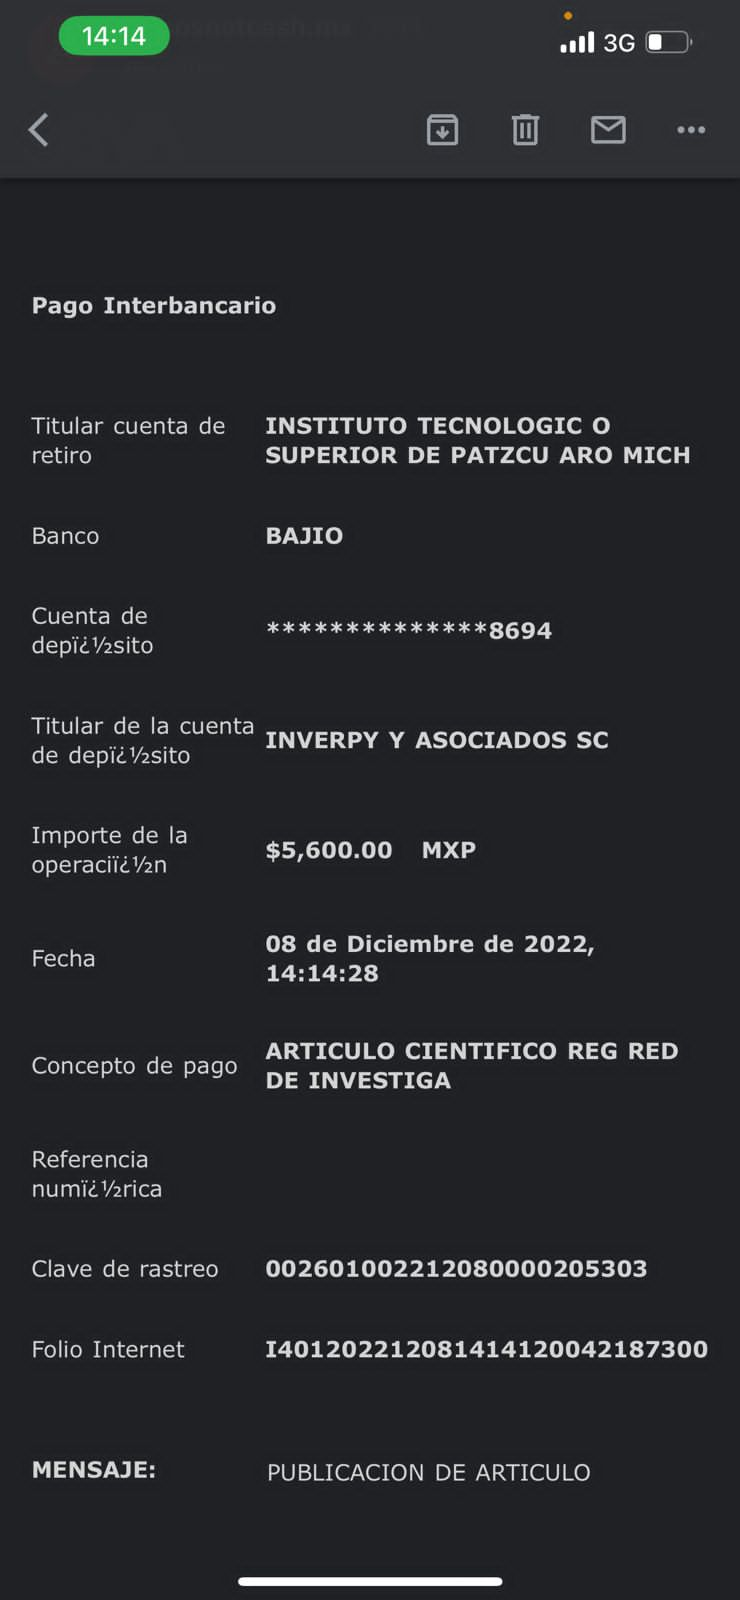 14:14
3G
Pago Interbancario
Titular cuenta de retiro
INSTITUTO TECNOLOGIC O
SUPERIOR DE PATZCU ARO MICH
Banco
BAJIO
Cuenta de
depï¿½sito
**************8694
Titular de la cuenta
de depï¿½sito
INVERPY Y ASOCIADOS SC
Importe de la
operaciï¿½n
$5,600.00 MXP
Fecha
08 de Diciembre de 2022,
14:14:28
Concepto de pago
ARTICULO CIENTIFICO REG RED
DE INVESTIGA
Referencia
numï¿½rica
Clave de rastreo
002601002212080000205303
Folio Internet
I401202212081414120042187300
MENSAJE:
PUBLICACION DE ARTICULO